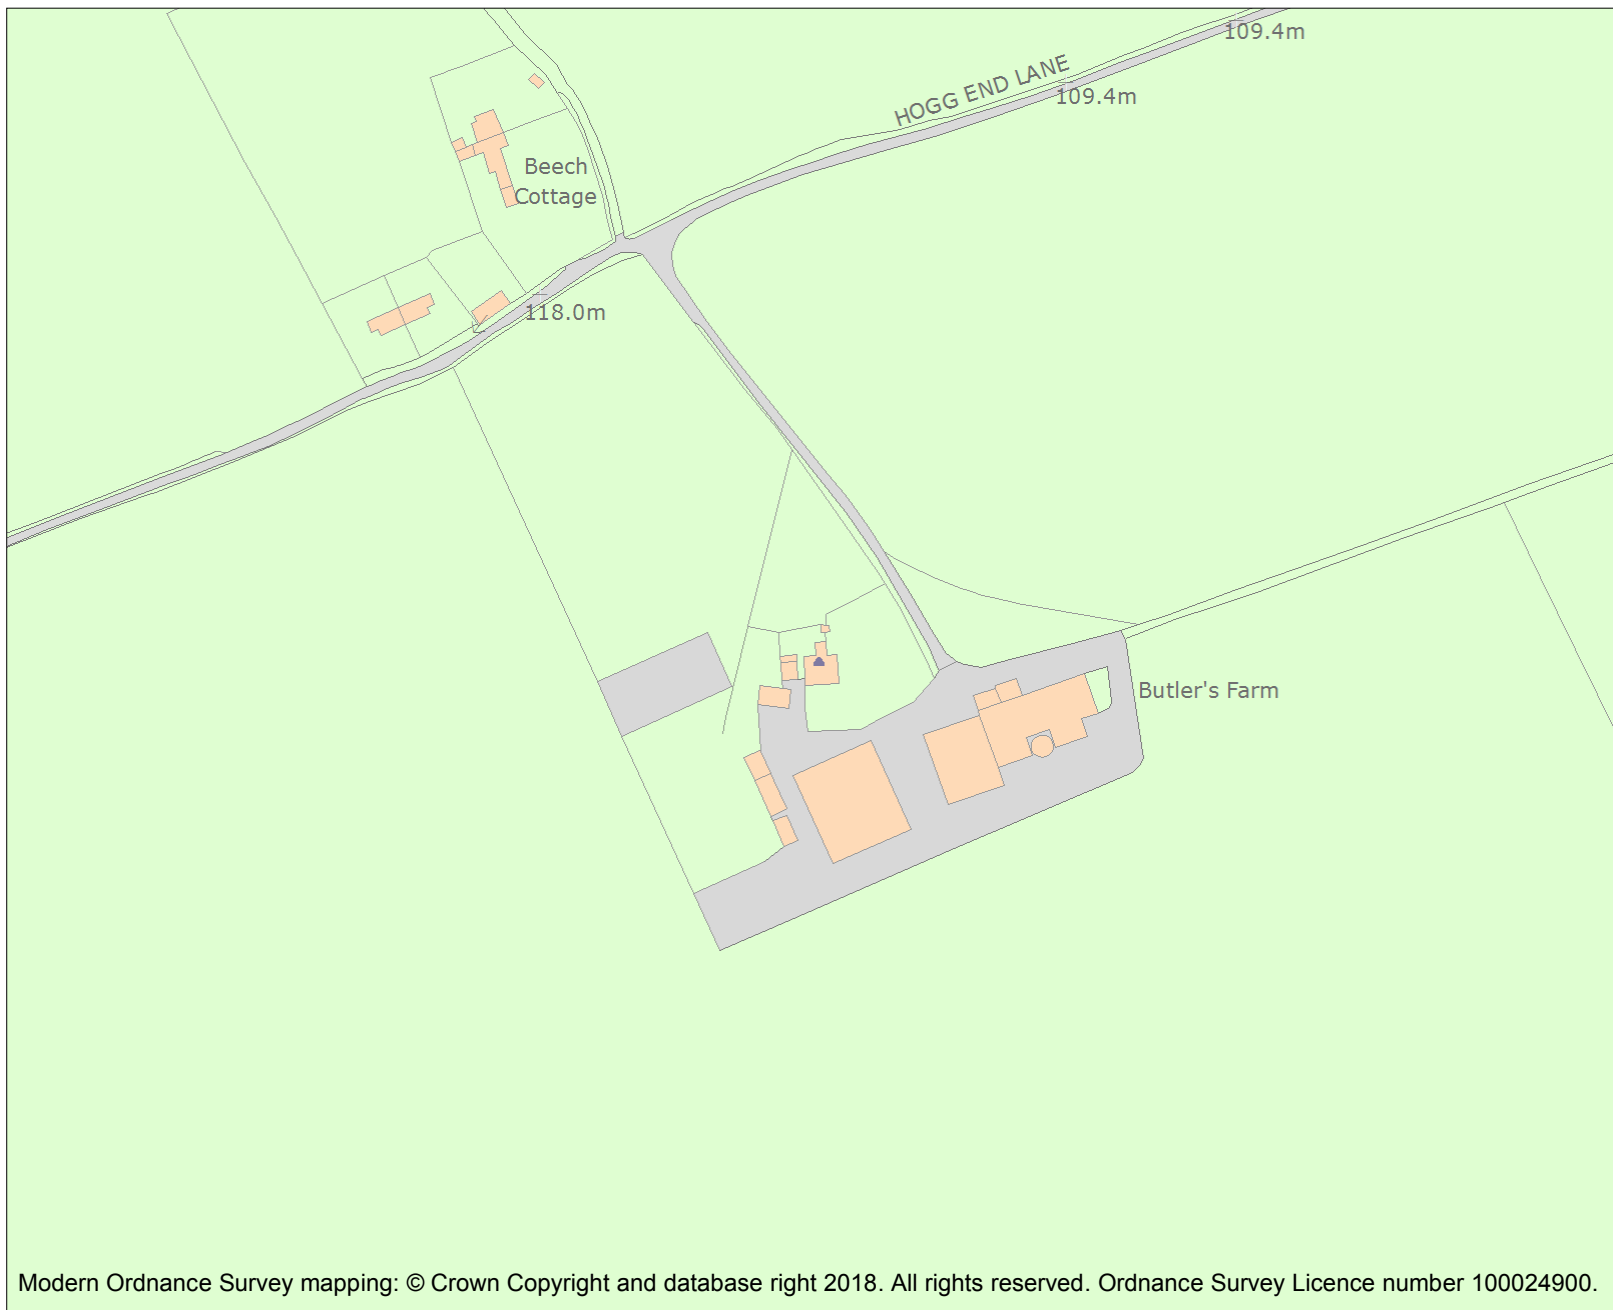 109.4m
HOGG END LANE
109.4m
Beech
Cottage
118.0m
Butler's Farm
Modern Ordnance Survey mapping: © Crown Copyright and database right 2018. All rights reserved. Ordnance Survey Licence number 100024900.